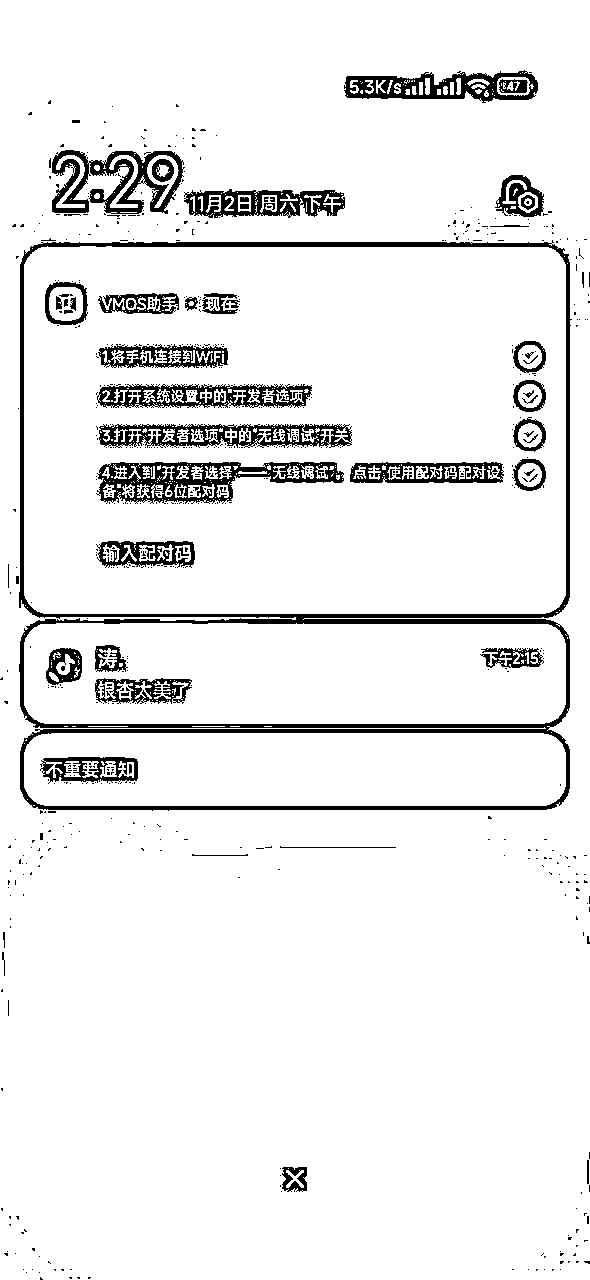 5.3K/s 47
2:29 11月2日 周六 下午
VMOS助手 现在
1.将手机连接到WiFi
2.打开系统设置中的"开发者选项"
3.打开"开发者选项"中的"无线调试"开关
4.进入到"开发者选择"——"无线调试"。点击"使用配对码配对设
备"将获得6位配对码
输入配对码
涛. 下午2:15
银杏太美了
不重要通知